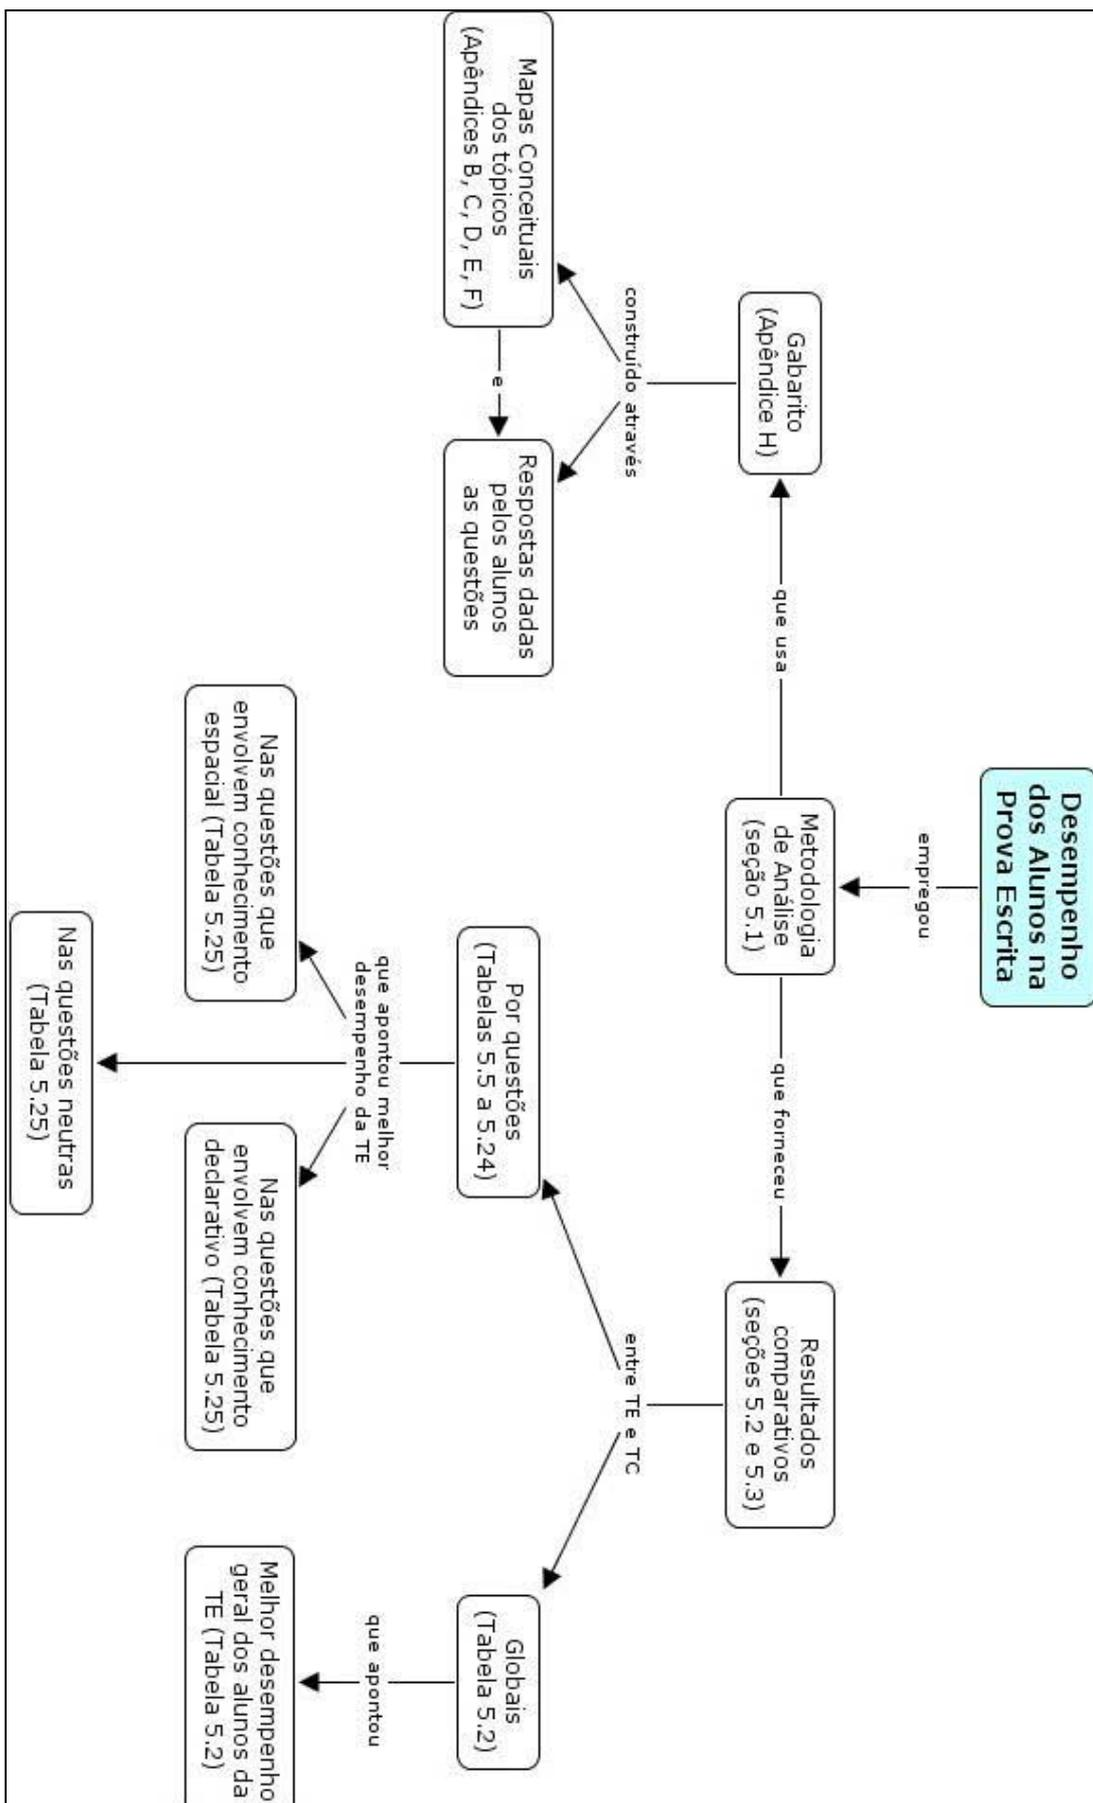 Desempenho
dos Alunos na
Prova Escrita
empregou
Metodologia
de Análise
(seção 5.1)
que usa
Gabarito
(Apêndice H)
construído através
Mapas Conceituais
dos tópicos
(Apêndices B, C, D, E, F)
e
Respostas dadas
pelos alunos
as questões
que forneceu
Resultados
comparativos
(seções 5.2 e 5.3)
entre TE e TC
Por questões
(Tabelas 5.5 a 5.24)
que apontou melhor
desempenho da TE
Nas questões que
envolvem conhecimento
espacial (Tabela 5.25)
Nas questões neutras
(Tabela 5.25)
Nas questões que
envolvem conhecimento
declarativo (Tabela 5.25)
Globais
(Tabela 5.2)
que apontou
Melhor desempenho
geral dos alunos da
TE (Tabela 5.2)